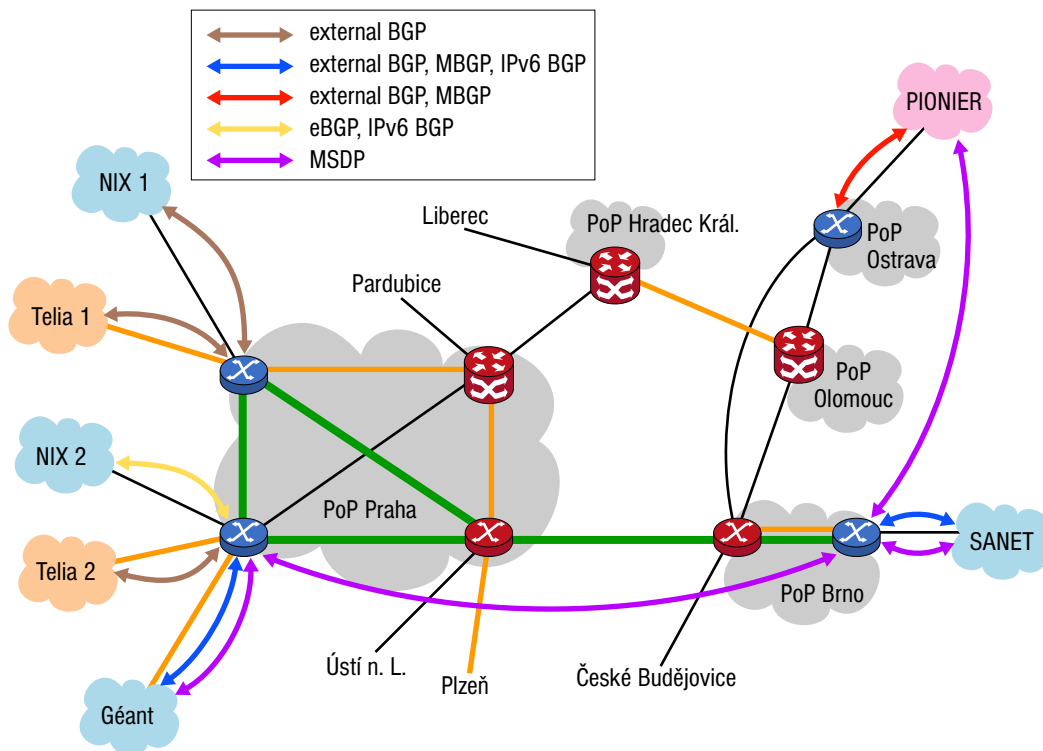 external BGP
external BGP, MBGP, IPv6 BGP
external BGP, MBGP
eBGP, IPv6 BGP
MSDP
PIONIER
NIX 1
Liberec
PoP Hradec Král.
PoP
Ostrava
Pardubice
Telia 1
PoP
Olomouc
NIX 2
PoP Praha
Telia 2
SANET
PoP Brno
Ústí n. L.
Plzeň
České Budějovice
Géant